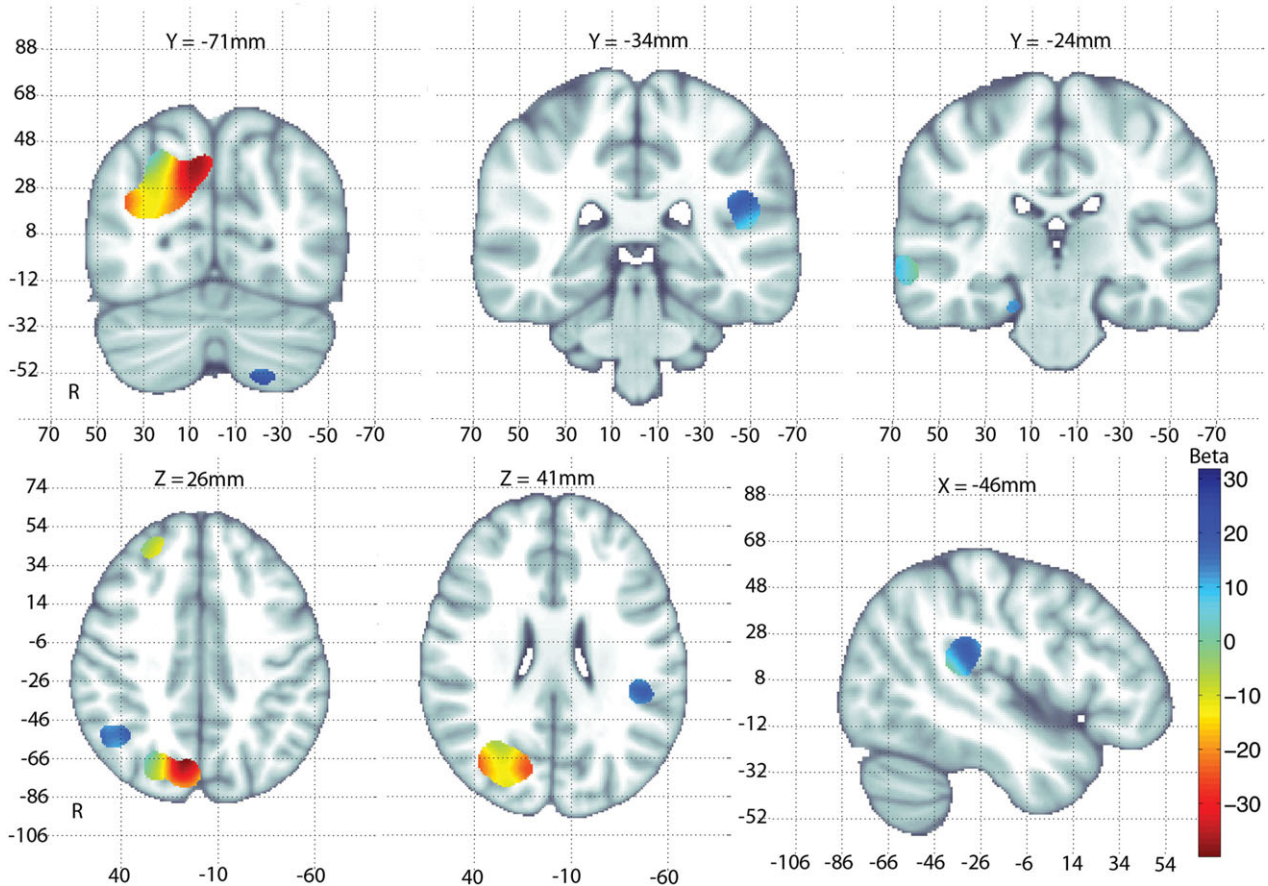 Y = -71mm
Y = -34mm
Y = -24mm
88
68
48
28
8
-12
-32
-52
R
70 50 30 10 -10 -30 -50 -70
70 50 30 10 -10 -30 -50 -70
70 50 30 10 -10 -30 -50 -70
Z = 26mm
Z = 41mm
X = -46mm
Beta
74
54
34
14
-6
-26
-46
-66
-86
-106
R
88
68
48
28
8
-12
-32
-52
20
10
0
-10
-20
-30
30
40 -10 -60
40 -10 -60
-106 -86 -66 -46 -26 -6 14 34 54